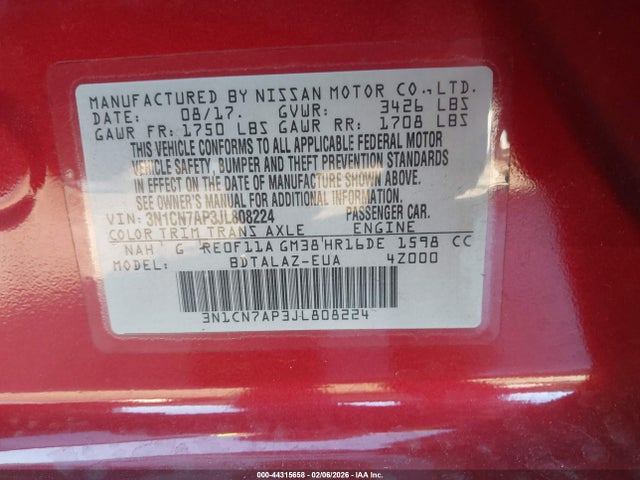 MANUFACTURED BY NISSAN MOTOR CO.,LTD.
DATE: 08/17. GVWR: 3426 LBS
GAWR FR: 1750 LBS GAWR RR: 1708 LBS
THIS VEHICLE CONFORMS TO ALL APPLICABLE FEDERAL MOTOR
VEHICLE SAFETY, BUMPER AND THEFT PREVENTION STANDARDS
IN EFFECT ON THE DATE OF MANUFACTURE SHOWN ABOVE.
SEE OWNER'S MANUAL FOR ADDITIONAL INFORMATION.
VIN: 3N1CN7AP3JL808224 PASSENGER CAR.
COLOR TRIM TRANS AXLE ENGINE
NAH G RE0F11A GM38 HR16DE 1598 CC
MODEL: BDTALAZ-EUA 4Z000
3N1CN7AP3JL808224
000-44315658 - 02/06/2026 - IAA Inc.